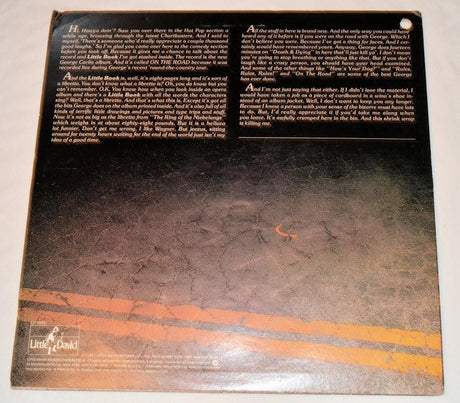 Hi, Howya doin'? Saw you over there in the Hot Pop section a
while ago, browsing through the latest Chartbusters. And I said to
myself, "There's someone who'd really appreciate a couple thousand
good laughs." So I'm glad you come over here to the comedy section
before you took off. Because it gives me a chance to talk about the
record and Little Book I've got stashed inside. The record is the new
George Carlin album. And it's called ON THE ROAD because it was
recorded live during George's recent 'round-the-country tour.
And the Little Book is, well, it's eight-pages long and it's sort of
a libretto. You don't know what a libretto is? Oh, you do know but you
can't remember. O.K. You know how when you look inside an opera
album and there's a Little Book with all the words the characters
sing? Well, that's a libretto. And that's what this is. Except it's got all
the bits George does on the album printed inside. And it's also full of all
kinds of terrific little drawings and different type trips and stuff.
Now it's not as big as the libretto from "The Ring of the Niebelungs"
which weighs in at about eighty-eight pounds. But it is a helluva
lot funnier. Don't get me wrong, I like Wagner. But jeezus, sitting
around for twenty hours waiting for the end of the world just isn't my
idea of a good time.
All the stuff in here is brand new. And the only way you could have
heard any of it before is if you were on the road with George. Which I
don't believe you were. Because I've got a thing for faces. And I cer-
tainly would have remembered yours. Anyway, George does fourteen
minutes on "Death & Dying" in here that'll just kill ya'. I don't mean
you're going to stop breathing or anything like that. But if you don't
laugh like a crazy person, you should have your head examined.
And some of the other stuff like "How's Your Dog?" and "Rules,
Rules, Rules!" and "On The Road" are some of the best George
has ever done.
And I'm not just saying that either. If I didn't love the material, I
would have taken a job as a piece of cardboard in a wino's shoe in-
stead of an album jacket. Well, I don't want to keep you any longer.
Because I know a person with your sense of the bizarre must have lots
to do. But, I'd really appreciate it if you'd take me along when
you leave. It's awfully cramped here in the bin. And this shrink wrap
is killing me.
Little
David